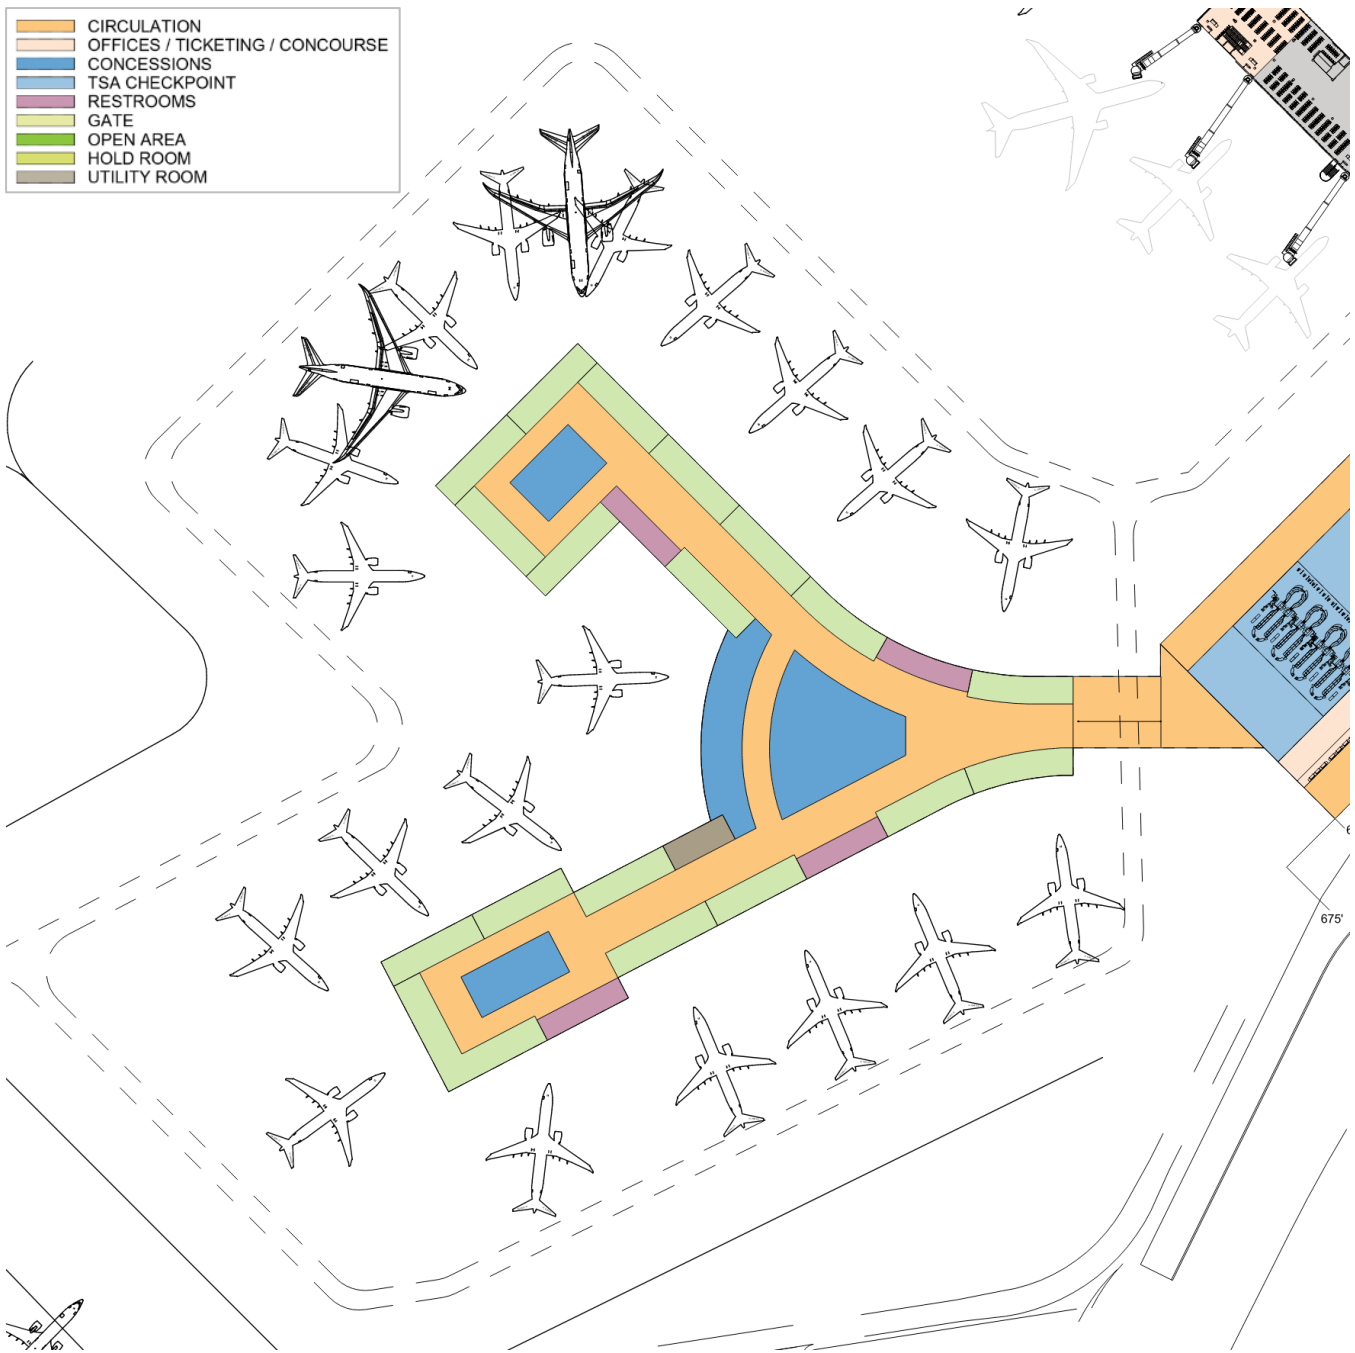 CIRCULATION
OFFICES / TICKETING / CONCOURSE
CONCESSIONS
TSA CHECKPOINT
RESTROOMS
GATE
OPEN AREA
HOLD ROOM
UTILITY ROOM
675'